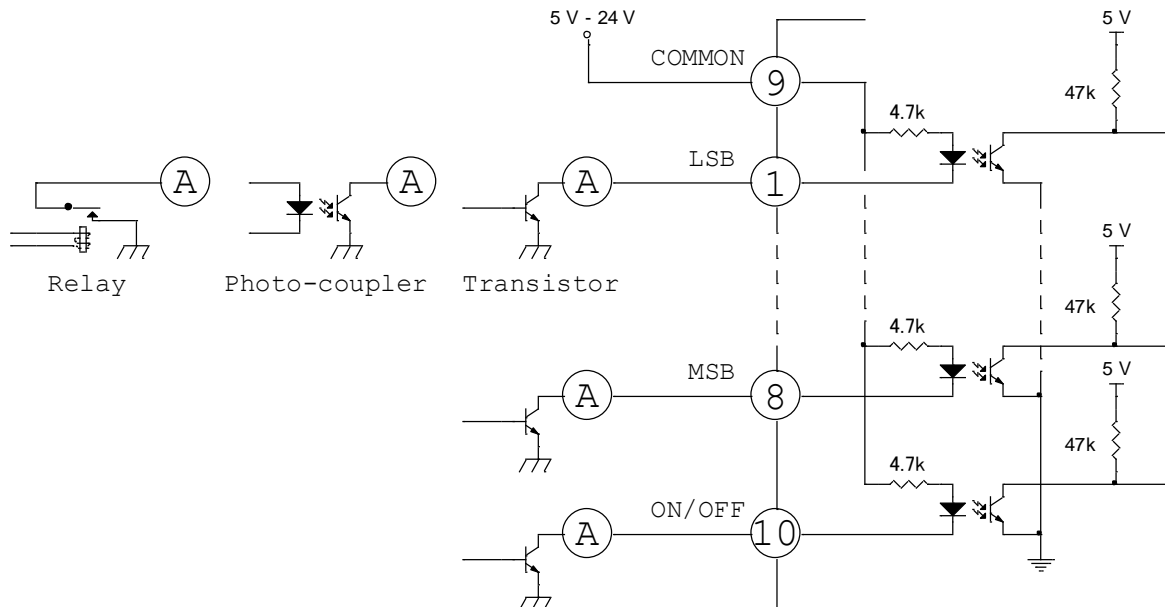 5 V - 24 V
5 V
COMMON
9
47k
4.7k
LSB
A
A
A
1
Relay
Photo-coupler
Transistor
5 V
47k
4.7k
MSB
A
8
5 V
47k
4.7k
ON/OFF
A
10